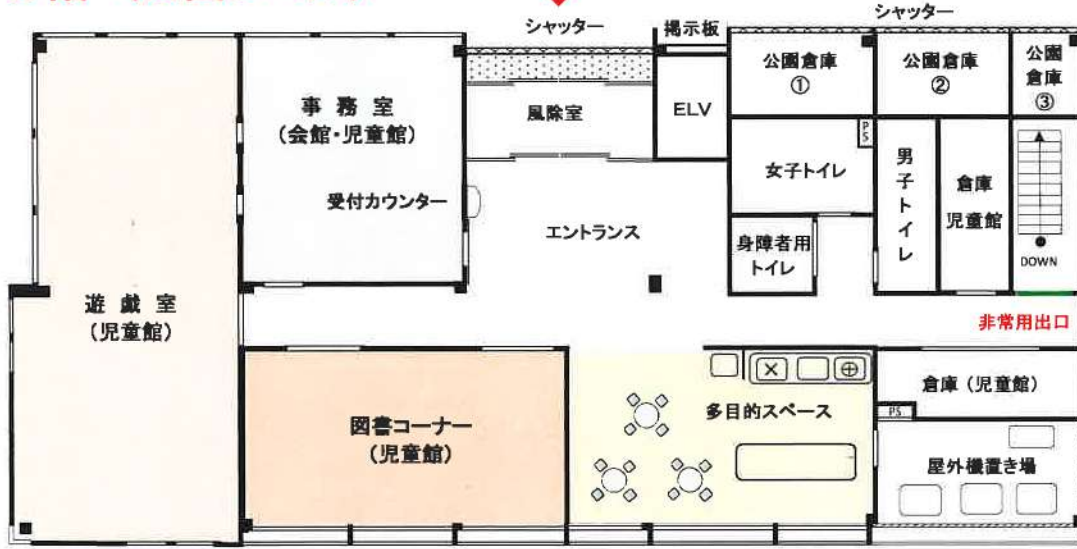 シャッター
掲示板
シャッター
事務室
(会館・児童館)
受付カウンター
風除室
ELV
公園倉庫
①
公園倉庫
②
公園
倉庫
③
PS
女子トイレ
男子トイレ
倉庫
児童館
エントランス
身障者用
トイレ
DOWN
遊戯室
(児童館)
非常用出口
図書コーナー
(児童館)
多目的スペース
倉庫(児童館)
PS
屋外機置き場